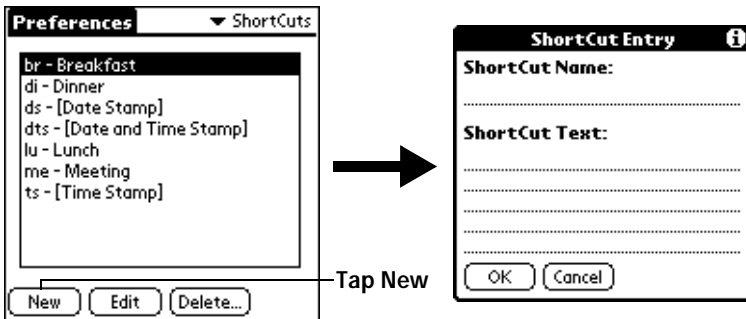 Preferences
ShortCuts
br - Breakfast
di - Dinner
ds - [Date Stamp]
dts - [Date and Time Stamp]
lu - Lunch
me - Meeting
ts - [Time Stamp]
New
Edit
Delete...
Tap New
ShortCut Entry
i
ShortCut Name:
ShortCut Text:
OK
Cancel